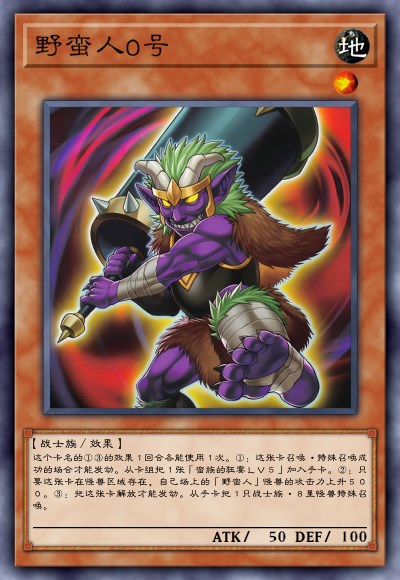 野蛮人0号
地
【战士族/效果】
这个卡名的①③的效果1回合各能使用1次。①：这张卡召唤·特殊召唤成
功的场合才能发动。从卡组把1张「蛮族的狂宴LV5」加入手卡。②：只
要这张卡在怪兽区域存在，自己场上的「野蛮人」怪兽的攻击力上升5
00。③：把这张卡解放才能发动。从手卡把1只战士族·8星怪兽特殊召
唤。
ATK/ 50 DEF/ 100